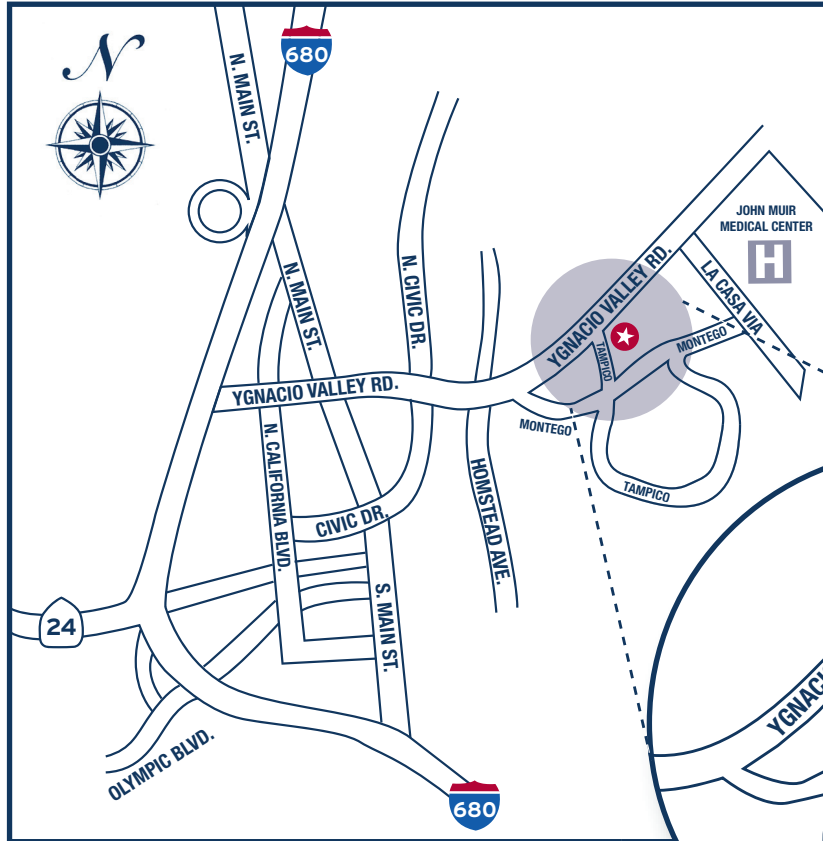 N
680
N. MAIN ST.
JOHN MUIR
MEDICAL CENTER
H
N. MAIN ST.
N. CIVIC DR.
YGNACIO VALLEY RD.
LA CASA VIA
TAMPICO
MONTEGO
YGNACIO VALLEY RD.
MONTEGO
N. CALIFORNIA BLVD.
HOMSTEAD AVE.
TAMPICO
CIVIC DR.
S. MAIN ST.
24
YGNACI
OLYMPIC BLVD.
680